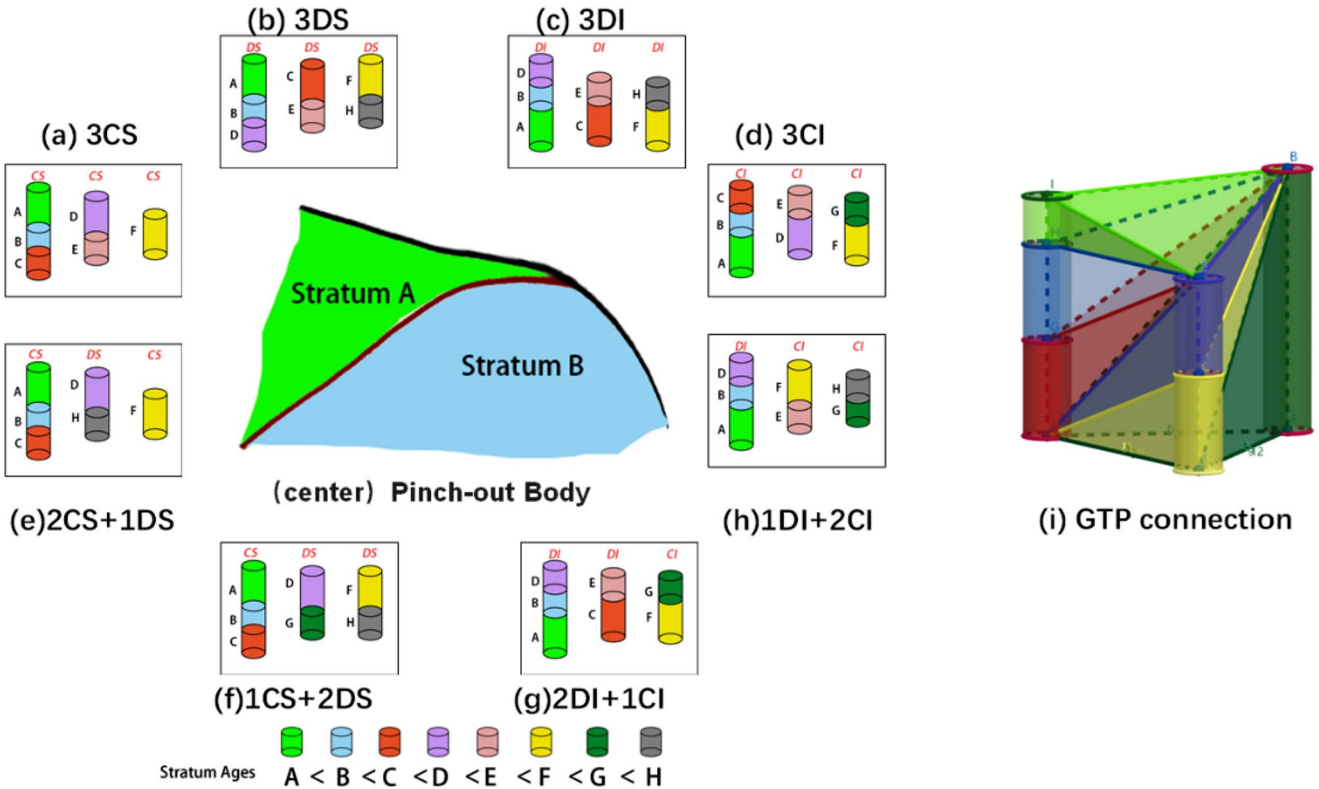 (b) 3DS
(c) 3DI
DS DS DS
A
B
D
C
E
F
H
DI DI DI
D
B
A
E
C
H
F
(a) 3CS
(d) 3CI
CS CS CS
A
B
C
D
E
F
CI CI CI
C
B
A
E
D
G
F
Stratum A
Stratum B
(center) Pinch-out Body
CS DS CS
A
B
C
D
H
F
DI CI CI
D
B
A
F
E
H
G
(e)2CS+1DS
(h)1DI+2CI
B
I
H
G
(i) GTP connection
CS DS DS
A
B
C
D
G
F
H
DI DI CI
D
B
A
E
C
G
F
(f)1CS+2DS
(g)2DI+1CI
Stratum Ages A < B <C <D <E <F <G < H